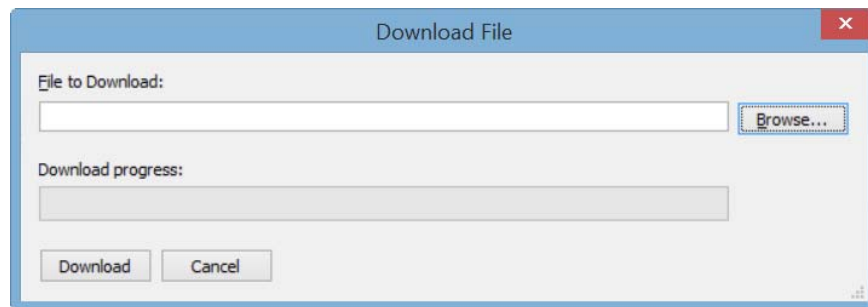 Download File
File to Download:
Browse...
Download progress:
Download Cancel